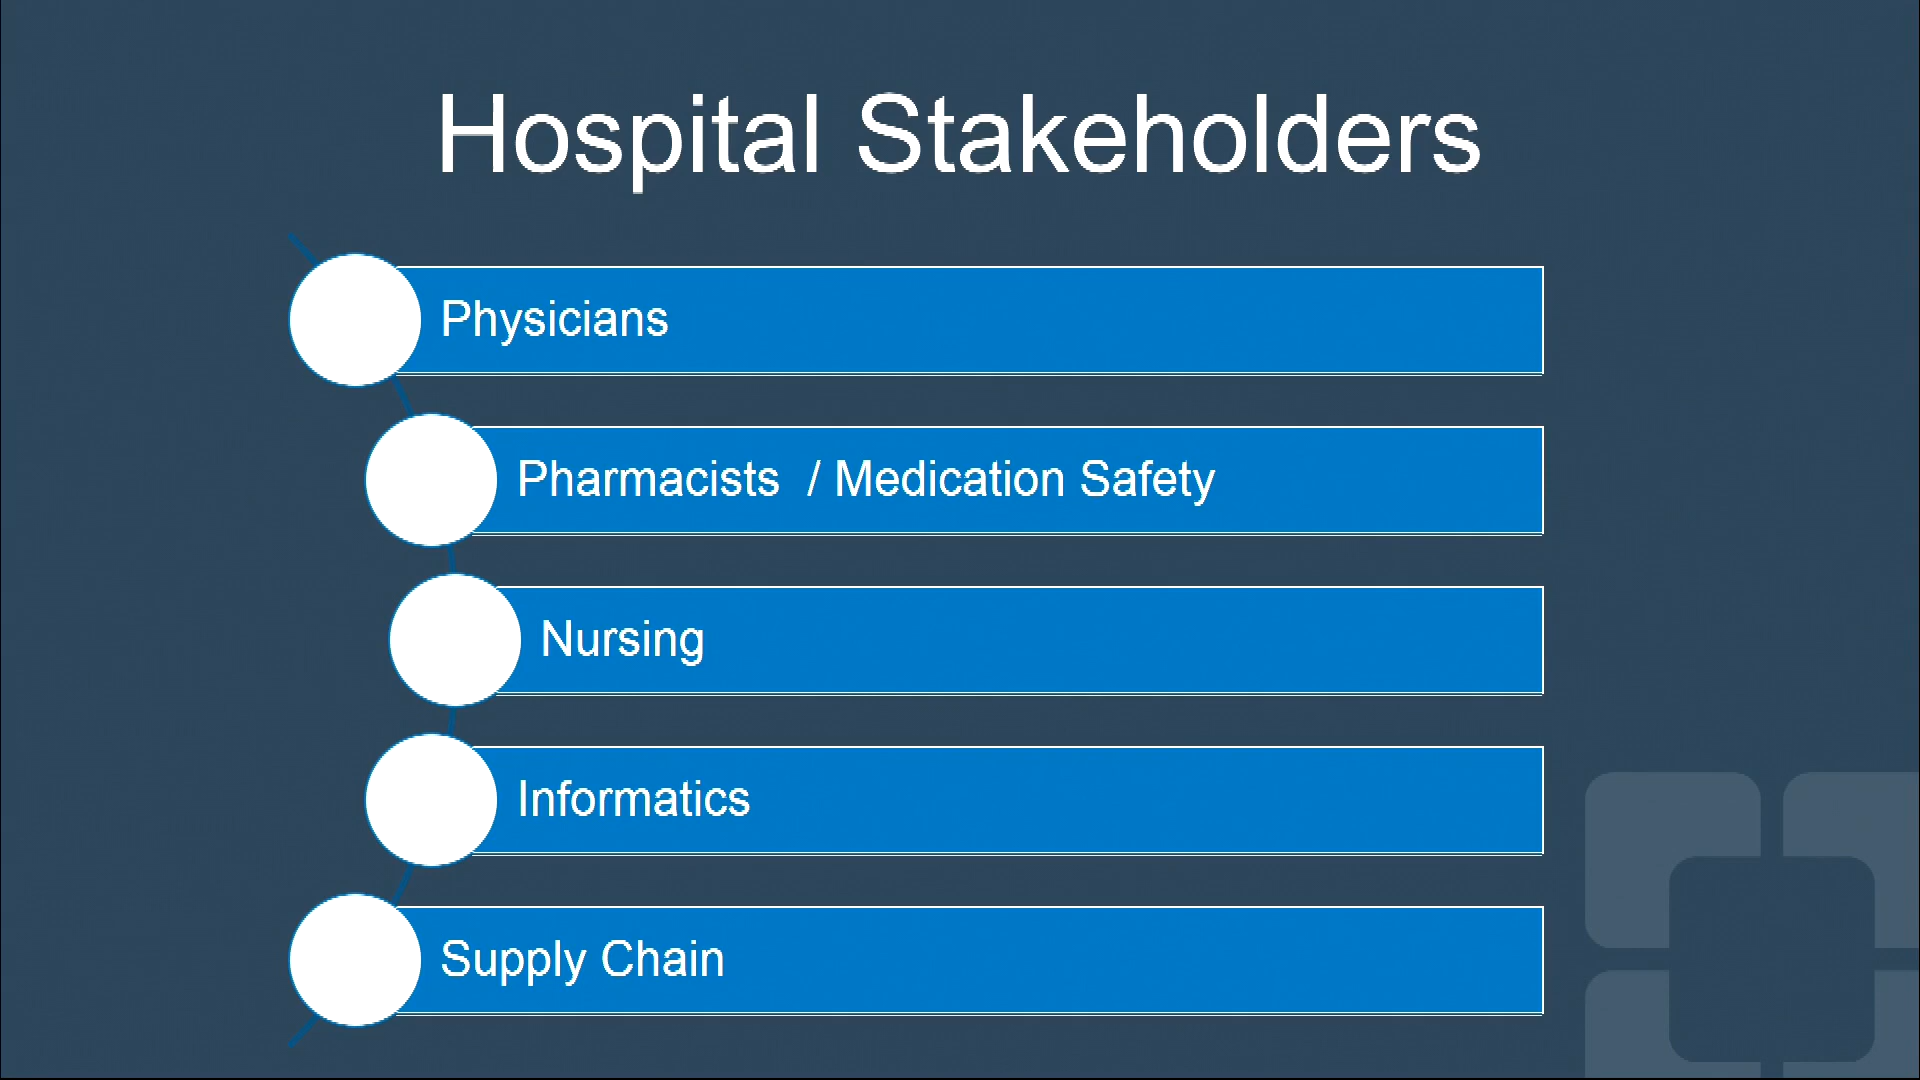 Hospital Stakeholders
Physicians
Pharmacists  / Medication Safety
Nursing
Informatics
Supply Chain